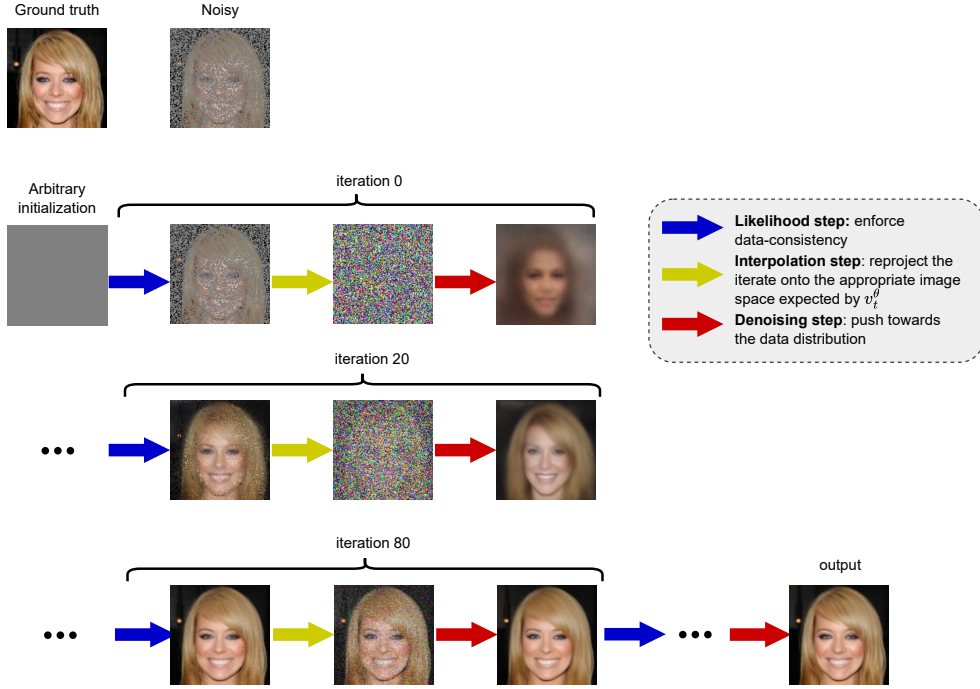 Ground truth
Noisy
Arbitrary
initialization
iteration 0
Likelihood step: enforce
data-consistency
Interpolation step: reproject the
iterate onto the appropriate image
space expected by $v_t^\theta$
Denoising step: push towards
the data distribution
iteration 20
•••
iteration 80
output
•••
•••